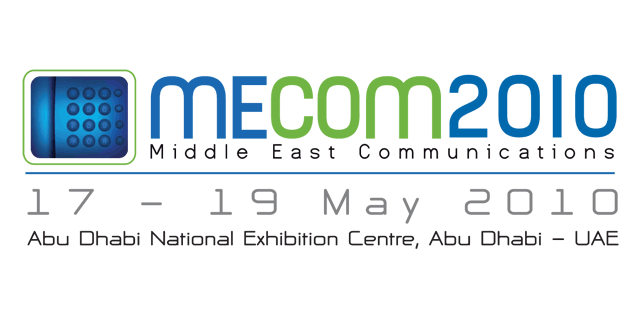 MECOM2010
Middle East Communications
17 – 19 May 2010
Abu Dhabi National Exhibition Centre, Abu Dhabi – UAE